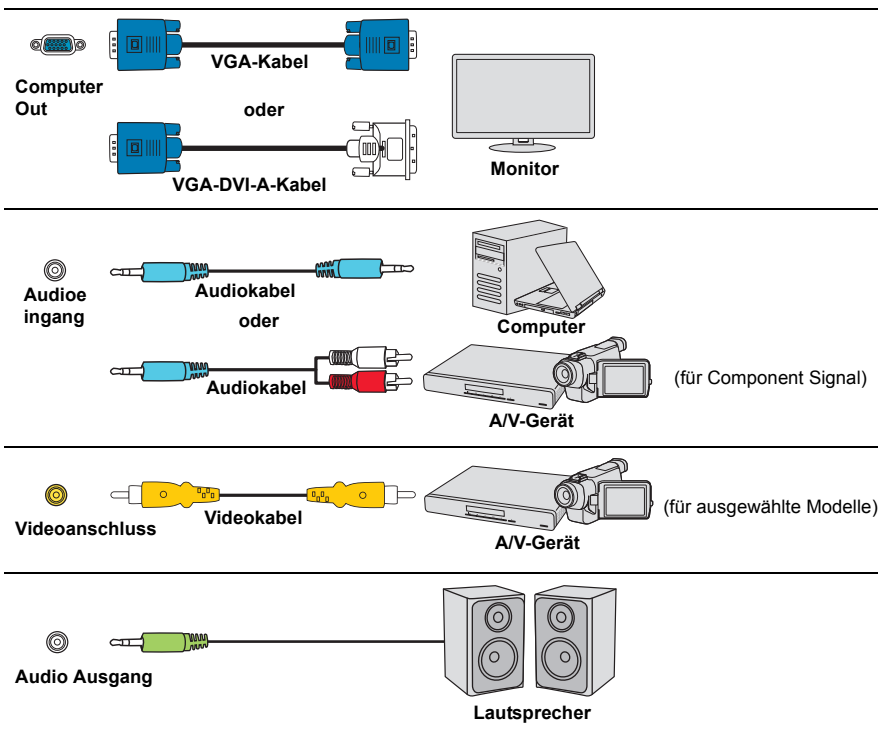 VGA-Kabel
Computer
Out
oder
VGA-DVI-A-Kabel
Monitor
Audiokabel
Audioe
ingang
oder
Computer
Audiokabel
(für Component Signal)
A/V-Gerät
Videokabel
Videoanschluss
(für ausgewählte Modelle)
A/V-Gerät
Audio Ausgang
Lautsprecher